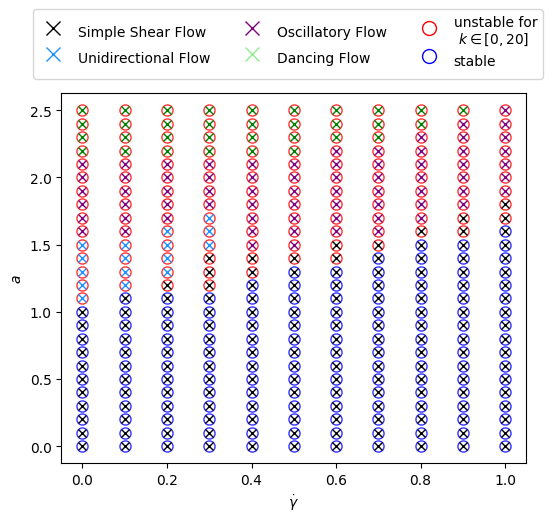 Simple Shear Flow
Unidirectional Flow
Oscillatory Flow
Dancing Flow
unstable for
k ∈ [0, 20]
stable
2.5
2.0
1.5
1.0
0.5
0.0
a
0.0 0.2 0.4 0.6 0.8 1.0
γ̇